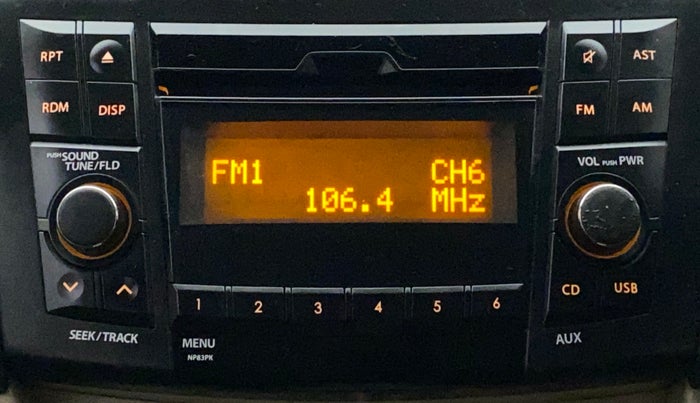 RPT
AST
RDM DISP
FM AM
PUSH SOUND
TUNE/FLD
VOL PUSH PWR
FM1 CH6
106.4 MHz
CD USB
1 2 3 4 5 6
SEEK/TRACK
MENU
NP83PK
AUX